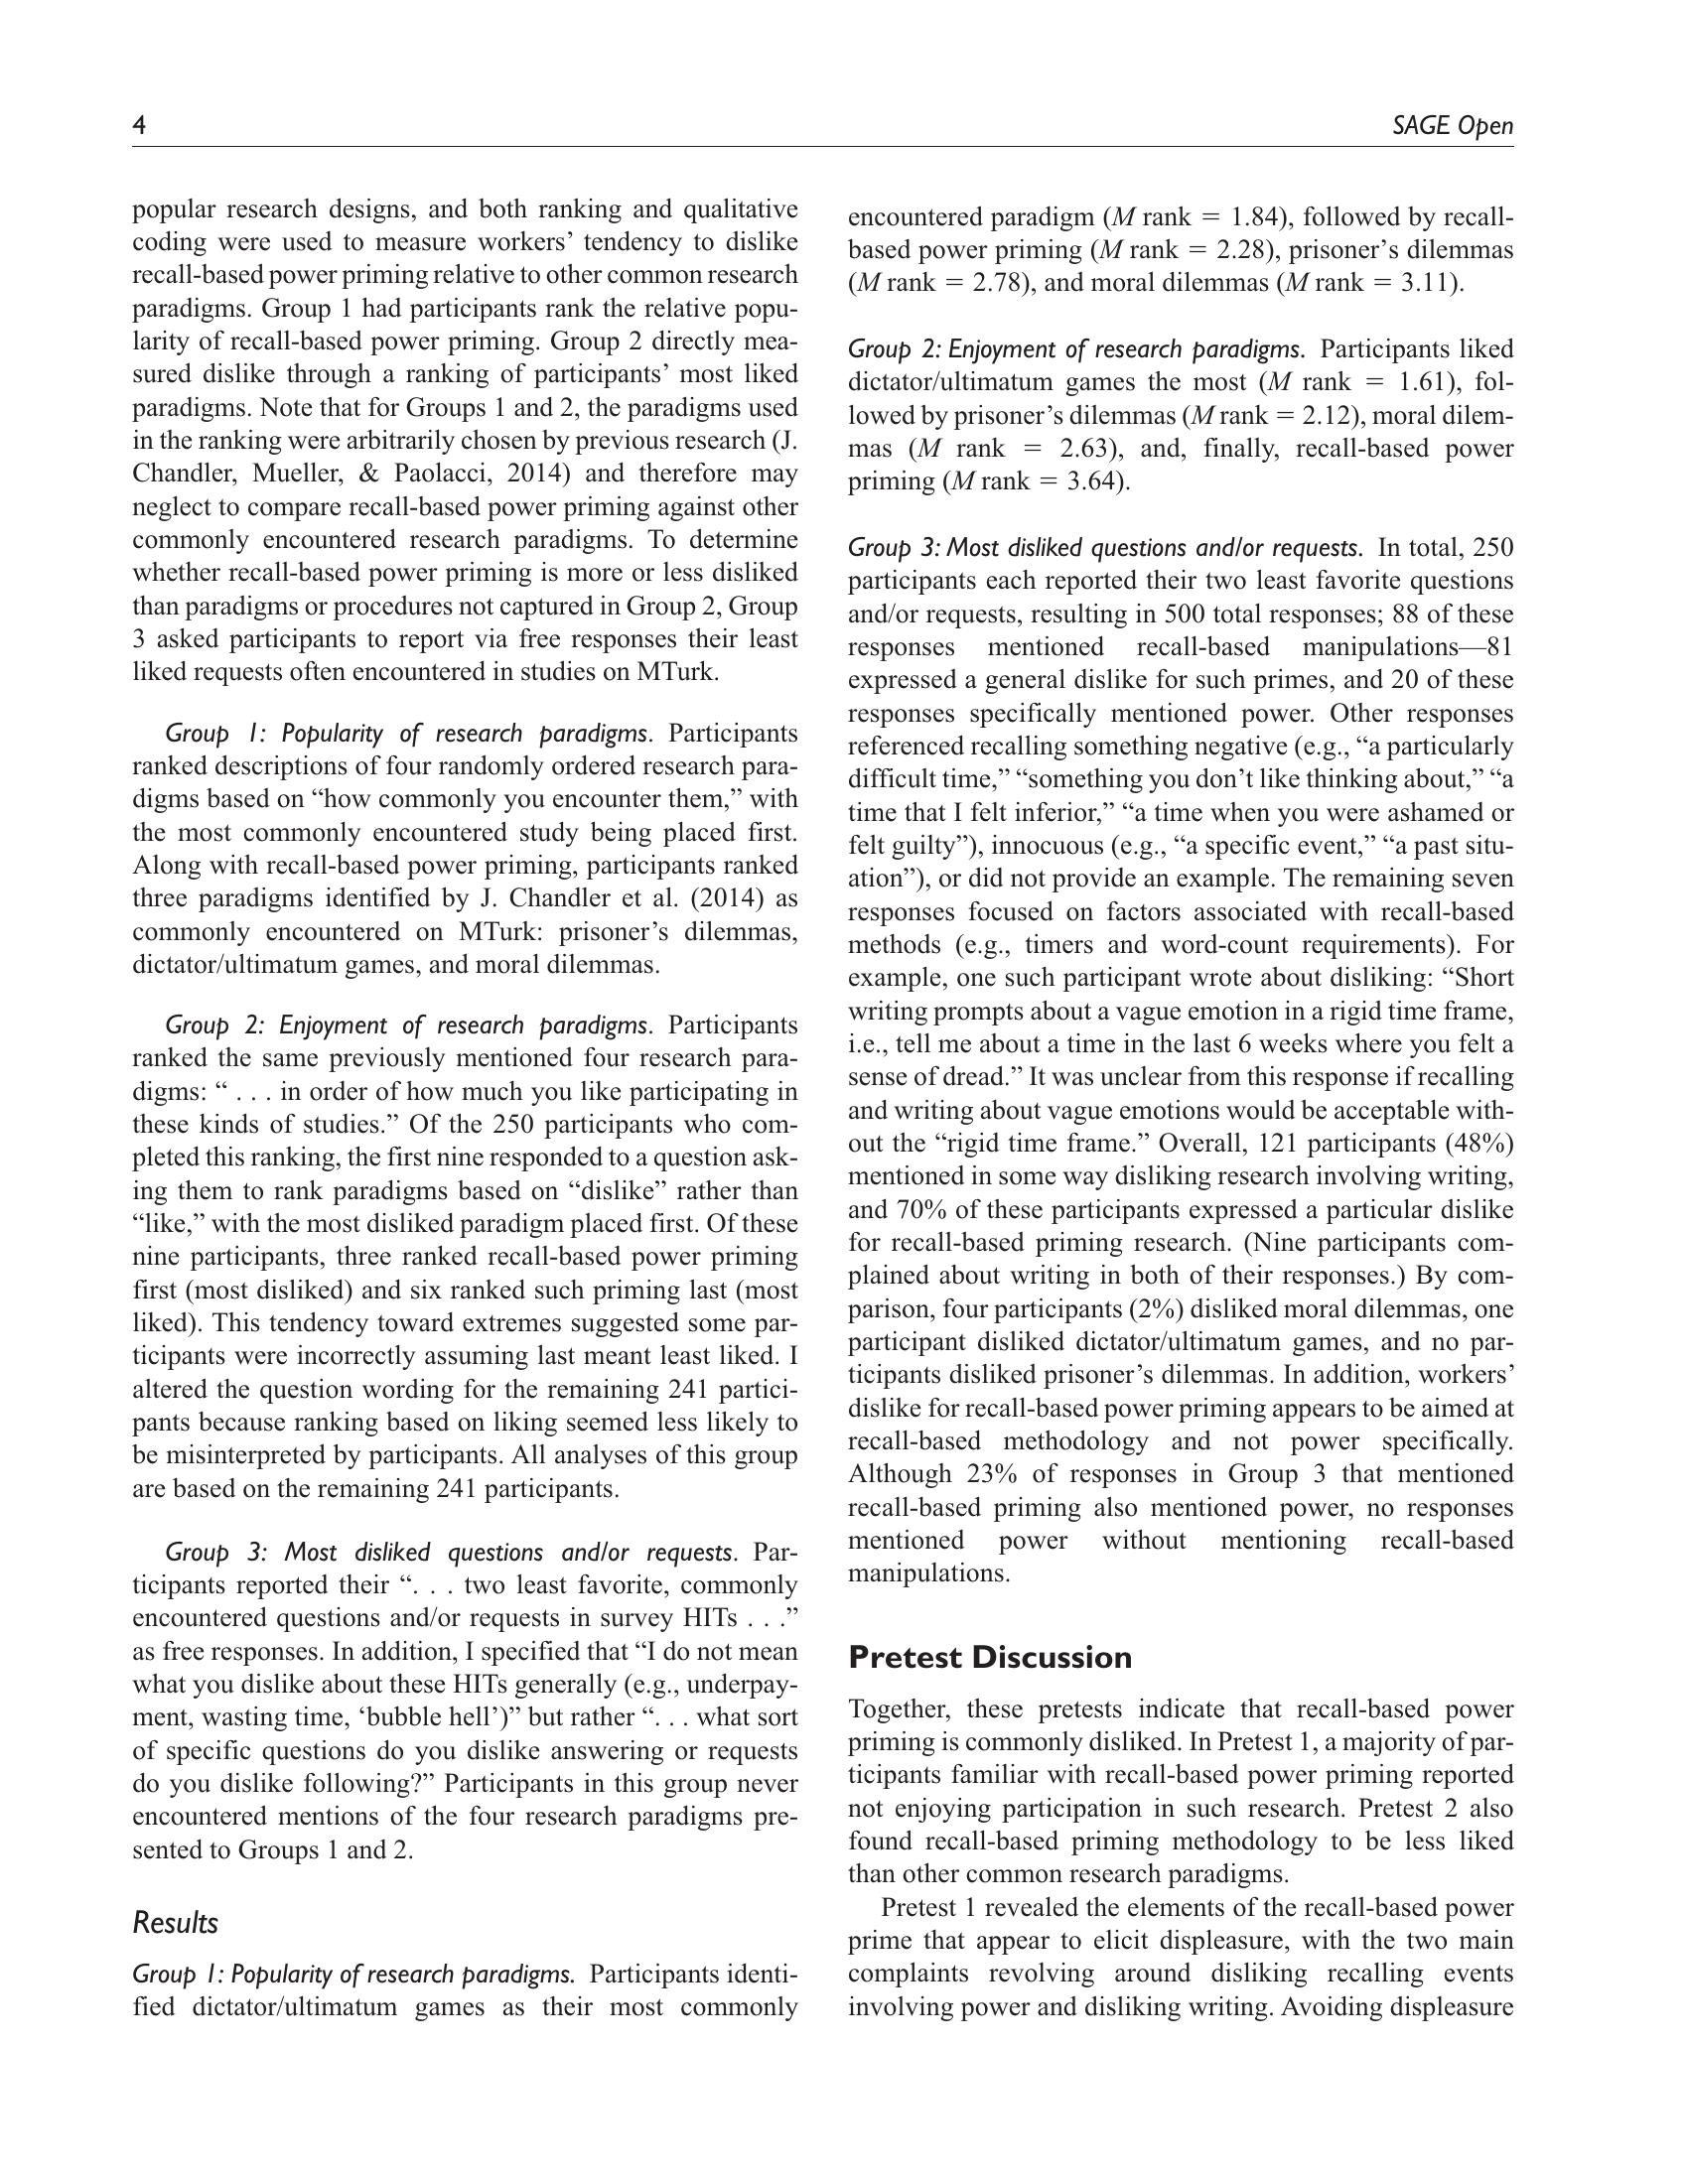 4
SAGE Open
popular research designs, and both ranking and qualitative
coding were used to measure workers’ tendency to dislike
recall-based power priming relative to other common research
paradigms. Group 1 had participants rank the relative popu-
larity of recall-based power priming. Group 2 directly mea-
sured dislike through a ranking of participants’ most liked
paradigms. Note that for Groups 1 and 2, the paradigms used
in the ranking were arbitrarily chosen by previous research (J.
Chandler, Mueller, & Paolacci, 2014) and therefore may
neglect to compare recall-based power priming against other
commonly encountered research paradigms. To determine
whether recall-based power priming is more or less disliked
than paradigms or procedures not captured in Group 2, Group
3 asked participants to report via free responses their least
liked requests often encountered in studies on MTurk.
Group 1: Popularity of research paradigms. Participants
ranked descriptions of four randomly ordered research para-
digms based on “how commonly you encounter them,” with
the most commonly encountered study being placed first.
Along with recall-based power priming, participants ranked
three paradigms identified by J. Chandler et al. (2014) as
commonly encountered on MTurk: prisoner’s dilemmas,
dictator/ultimatum games, and moral dilemmas.
Group 2: Enjoyment of research paradigms. Participants
ranked the same previously mentioned four research para-
digms: “ . . . in order of how much you like participating in
these kinds of studies.” Of the 250 participants who com-
pleted this ranking, the first nine responded to a question ask-
ing them to rank paradigms based on “dislike” rather than
“like,” with the most disliked paradigm placed first. Of these
nine participants, three ranked recall-based power priming
first (most disliked) and six ranked such priming last (most
liked). This tendency toward extremes suggested some par-
ticipants were incorrectly assuming last meant least liked. I
altered the question wording for the remaining 241 partici-
pants because ranking based on liking seemed less likely to
be misinterpreted by participants. All analyses of this group
are based on the remaining 241 participants.
Group 3: Most disliked questions and/or requests. Par-
ticipants reported their “. . . two least favorite, commonly
encountered questions and/or requests in survey HITs . . .”
as free responses. In addition, I specified that “I do not mean
what you dislike about these HITs generally (e.g., underpay-
ment, wasting time, ‘bubble hell’)” but rather “. . . what sort
of specific questions do you dislike answering or requests
do you dislike following?” Participants in this group never
encountered mentions of the four research paradigms pre-
sented to Groups 1 and 2.
Results
Group 1: Popularity of research paradigms. Participants identi-
fied dictator/ultimatum games as their most commonly
encountered paradigm (M rank = 1.84), followed by recall-
based power priming (M rank = 2.28), prisoner’s dilemmas
(M rank = 2.78), and moral dilemmas (M rank = 3.11).
Group 2: Enjoyment of research paradigms. Participants liked
dictator/ultimatum games the most (M rank = 1.61), fol-
lowed by prisoner’s dilemmas (M rank = 2.12), moral dilem-
mas (M rank = 2.63), and, finally, recall-based power
priming (M rank = 3.64).
Group 3: Most disliked questions and/or requests. In total, 250
participants each reported their two least favorite questions
and/or requests, resulting in 500 total responses; 88 of these
responses mentioned recall-based manipulations—81
expressed a general dislike for such primes, and 20 of these
responses specifically mentioned power. Other responses
referenced recalling something negative (e.g., “a particularly
difficult time,” “something you don’t like thinking about,” “a
time that I felt inferior,” “a time when you were ashamed or
felt guilty”), innocuous (e.g., “a specific event,” “a past situ-
ation”), or did not provide an example. The remaining seven
responses focused on factors associated with recall-based
methods (e.g., timers and word-count requirements). For
example, one such participant wrote about disliking: “Short
writing prompts about a vague emotion in a rigid time frame,
i.e., tell me about a time in the last 6 weeks where you felt a
sense of dread.” It was unclear from this response if recalling
and writing about vague emotions would be acceptable with-
out the “rigid time frame.” Overall, 121 participants (48%)
mentioned in some way disliking research involving writing,
and 70% of these participants expressed a particular dislike
for recall-based priming research. (Nine participants com-
plained about writing in both of their responses.) By com-
parison, four participants (2%) disliked moral dilemmas, one
participant disliked dictator/ultimatum games, and no par-
ticipants disliked prisoner’s dilemmas. In addition, workers’
dislike for recall-based power priming appears to be aimed at
recall-based methodology and not power specifically.
Although 23% of responses in Group 3 that mentioned
recall-based priming also mentioned power, no responses
mentioned power without mentioning recall-based
manipulations.
Pretest Discussion
Together, these pretests indicate that recall-based power
priming is commonly disliked. In Pretest 1, a majority of par-
ticipants familiar with recall-based power priming reported
not enjoying participation in such research. Pretest 2 also
found recall-based priming methodology to be less liked
than other common research paradigms.
Pretest 1 revealed the elements of the recall-based power
prime that appear to elicit displeasure, with the two main
complaints revolving around disliking recalling events
involving power and disliking writing. Avoiding displeasure